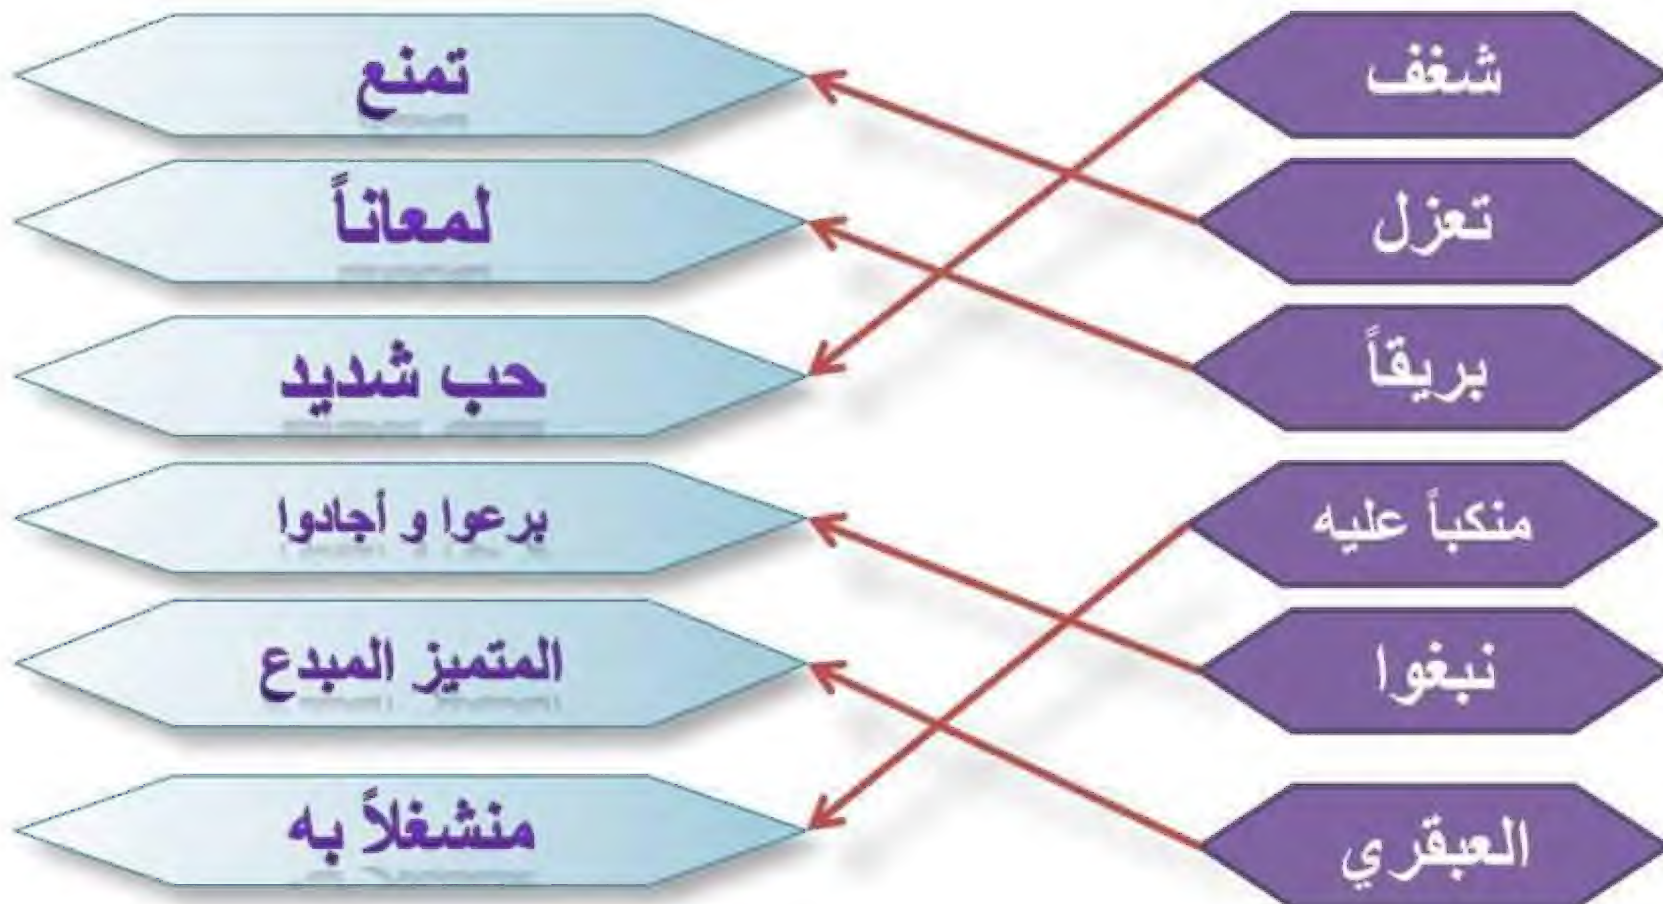 شغف
تمنع
تعزل
لمعاناً
بريقاً
حب شديد
منكباً عليه
برعوا و أجادوا
نبغوا
المتميز المبدع
العبقري
منشغلاً به